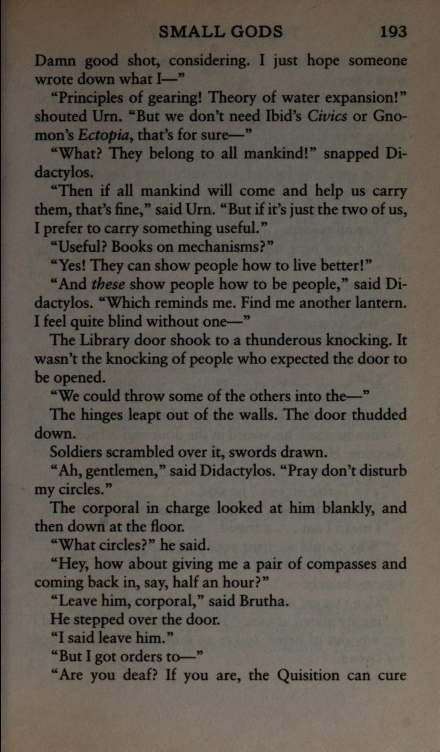 SMALL GODS 193
Damn good shot, considering. I just hope someone
wrote down what I—”
“Principles of gearing! Theory of water expansion!”
shouted Urn. “But we don’t need Ibid’s Civics or Gno-
mon’s Ectopia, that’s for sure—”
“What? They belong to all mankind!” snapped Di-
dactylos.
“Then if all mankind will come and help us carry
them, that’s fine,” said Urn. “But if it’s just the two of us,
I prefer to carry something useful.”
“Useful? Books on mechanisms?”
“Yes! They can show people how to live better!”
“And these show people how to be people,” said Di-
dactylos. “Which reminds me. Find me another lantern.
I feel quite blind without one—”
The Library door shook to a thunderous knocking. It
wasn’t the knocking of people who expected the door to
be opened.
“We could throw some of the others into the—”
The hinges leapt out of the walls. The door thudded
down.
Soldiers scrambled over it, swords drawn.
“Ah, gentlemen,” said Didactylos. “Pray don’t disturb
my circles.”
The corporal in charge looked at him blankly, and
then down at the floor.
“What circles?” he said.
“Hey, how about giving me a pair of compasses and
coming back in, say, half an hour?”
“Leave him, corporal,” said Brutha.
He stepped over the door.
“I said leave him.”
“But I got orders to—”
“Are you deaf? If you are, the Quisition can cure